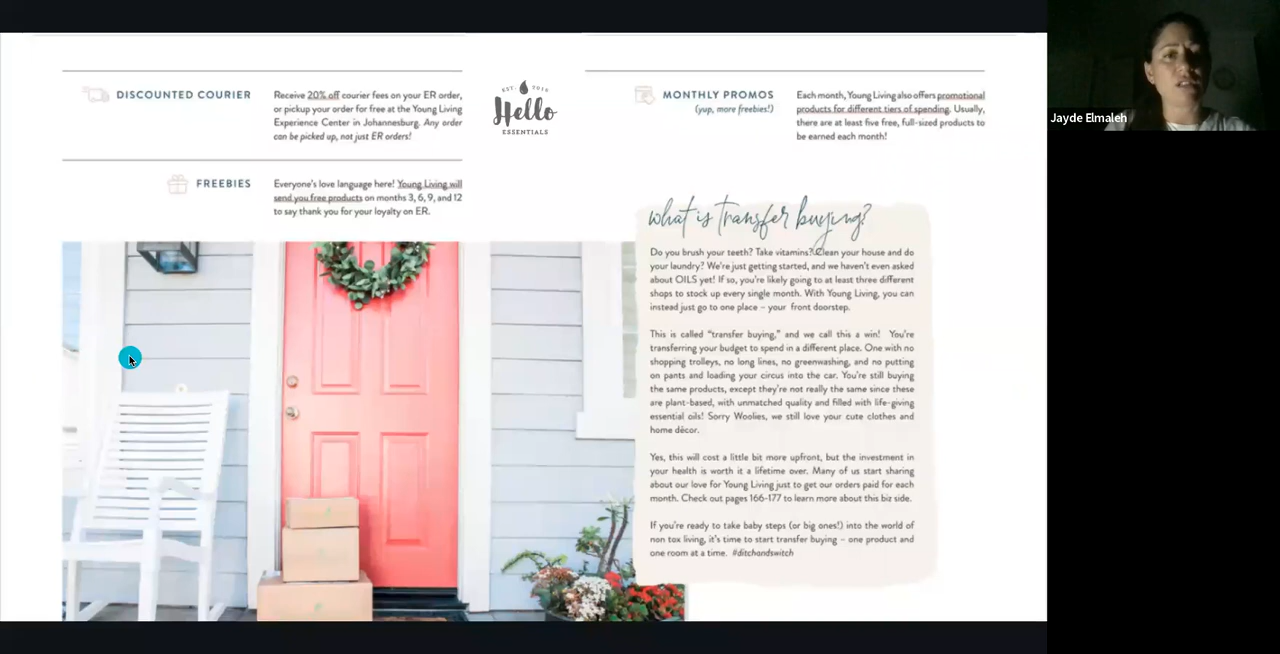 DISCOUNTED COURIER
Receive 20% off courier fees on your ER order,
or pickup your order for free at the Young Living
Experience Center in Johannesburg. Any order
can be picked up, not just ER orders!
FREEBIES
Everyone's love language here! Young Living will
send you free products on months 3, 6, 9, and 12
to say thank you for your loyalty on ER.
EST. 2016
Hello
ESSENTIALS
MONTHLY PROMOS
(yup, more freebies!)
Each month, Young Living also offers promotional
products for different tiers of spending. Usually,
there are at least five free, full-sized products to
be earned each month!
what is transfer buying?
Do you brush your teeth? Take vitamins? Clean your house and do
your laundry? We're just getting started, and we haven't even asked
about OILS yet! If so, you're likely going to at least three different
shops to stock up every single month. With Young Living, you can
instead just go to one place – your front doorstep.
This is called "transfer buying," and we call this a win! You're
transferring your budget to spend in a different place. One with no
shopping trolleys, no long lines, no greenwashing, and no putting
on pants and loading your circus into the car. You're still buying
the same products, except they're not really the same since these
are plant-based, with unmatched quality and filled with life-giving
essential oils! Sorry Woolies, we still love your cute clothes and
home décor.
Yes, this will cost a little bit more upfront, but the investment in
your health is worth it a lifetime over. Many of us start sharing
about our love for Young Living just to get our orders paid for each
month. Check out pages 166-177 to learn more about this biz side.
If you're ready to take baby steps (or big ones!) into the world of
non tox living, it's time to start transfer buying – one product and
one room at a time. #ditchandswitch
Jayde Elmaleh